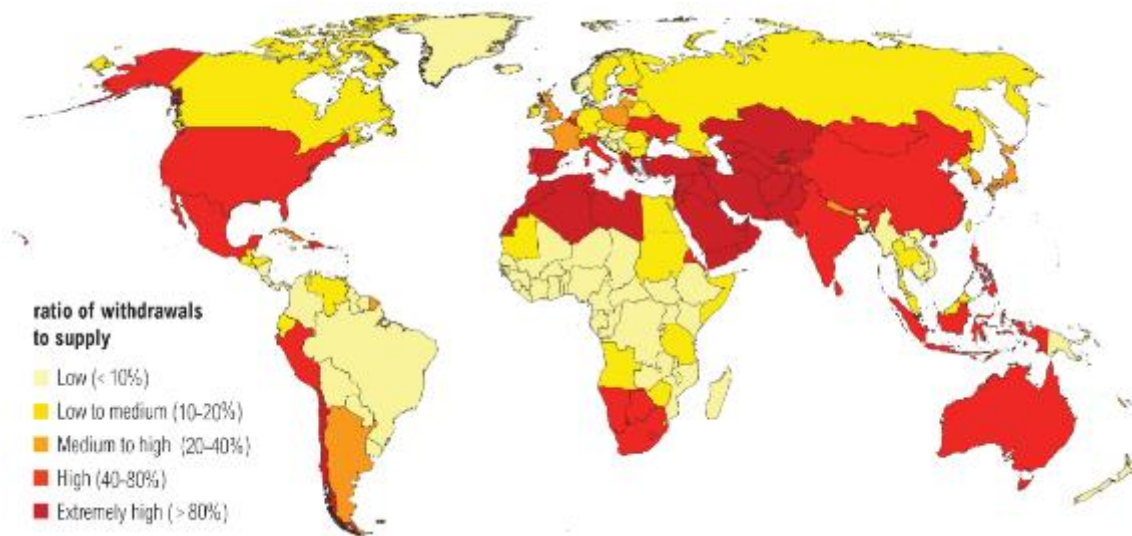 ratio of withdrawals
to supply
Low (< 10%)
Low to medium (10-20%)
Medium to high (20-40%)
High (40-80%)
Extremely high (> 80%)